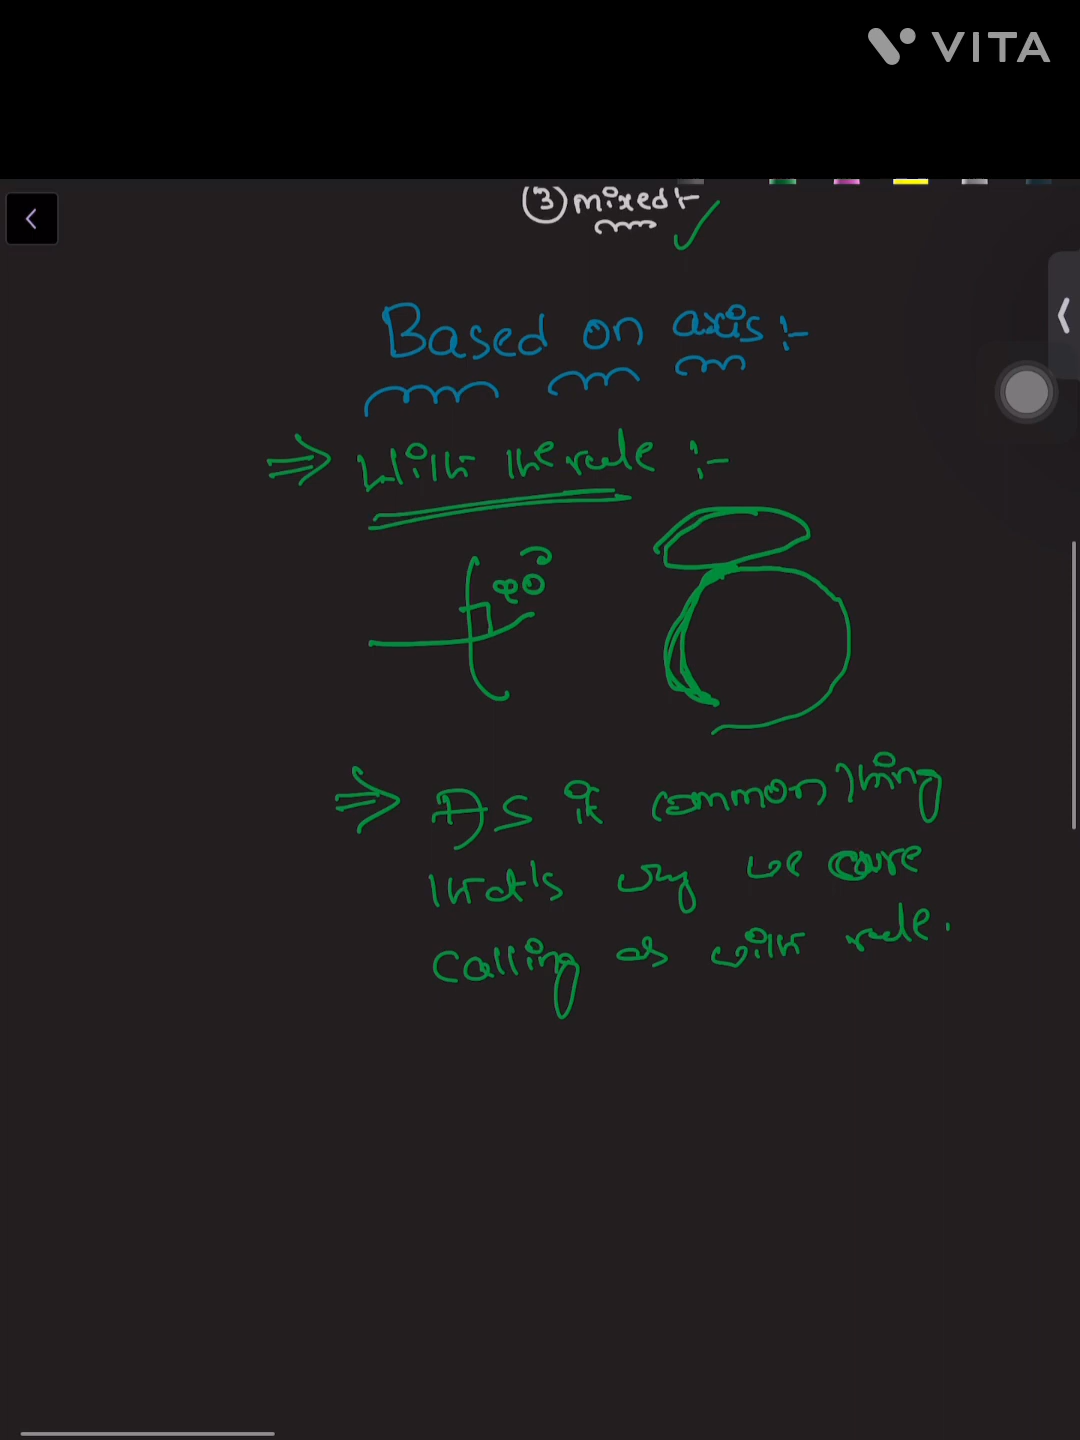 VITA
③ mixed :-
Based on axis :-
⇒ With the rule :-
90°
⇒ As it common thing
that's why we are
calling as with rule.